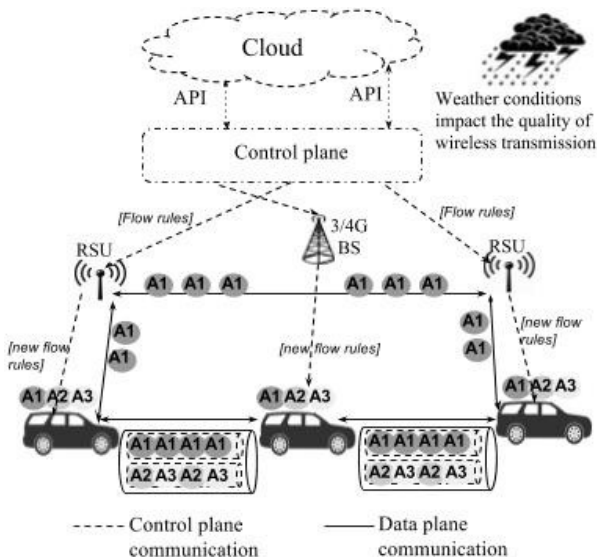 Cloud
API
API
Weather conditions
impact the quality of
wireless transmission
Control plane
[Flow rules]
3/4G
BS
[Flow rules]
RSU
RSU
A1 A1 A1
A1 A1 A1
A1
A1
A1
A1
[new flow
rules]
[new flow rules]
[new flow
rules]
A1 A2 A3
A1 A2 A3
A1 A2 A3
A1 A1 A1 A1
A2 A3 A2 A3
A1 A1 A1 A1
A2 A3 A2 A3
Control plane
communication
Data plane
communication